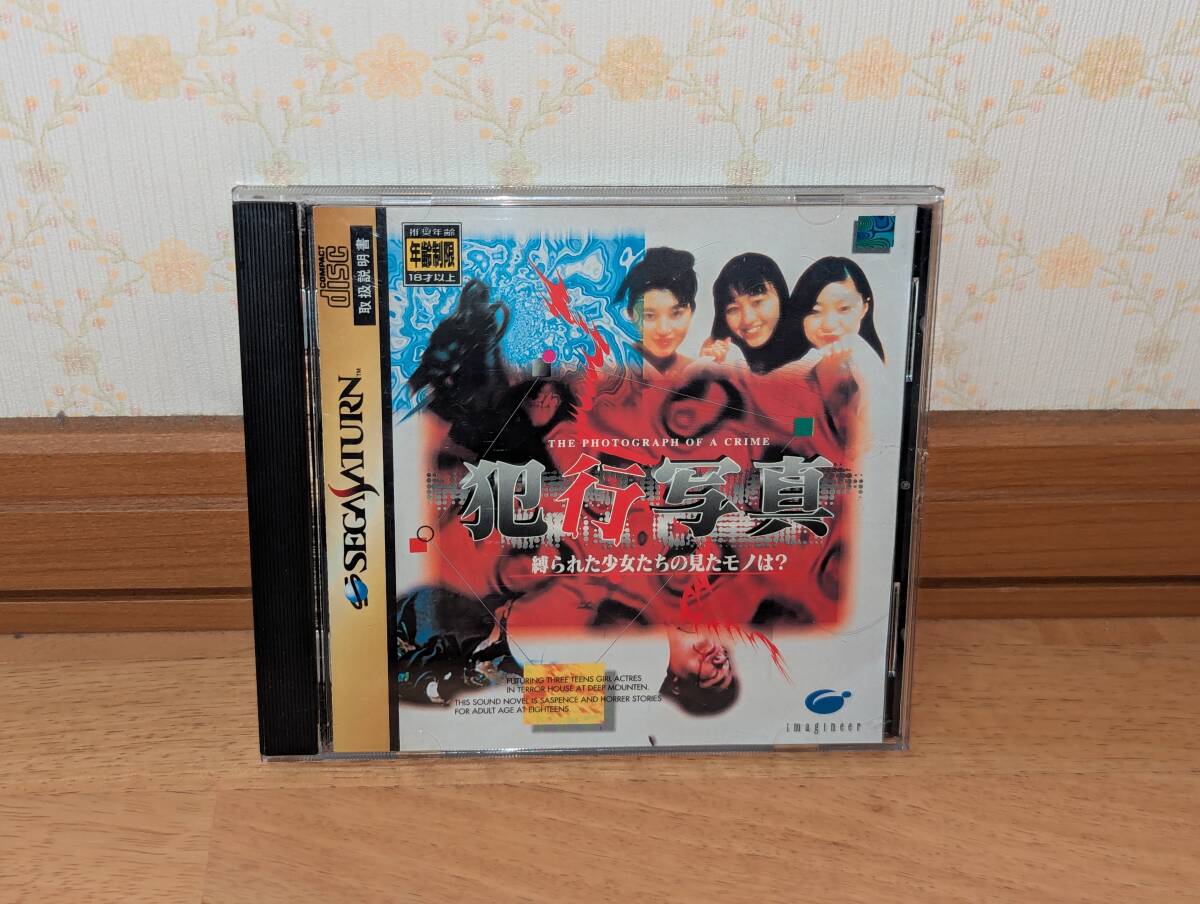 COMPACT
disc
取扱説明書
SEGA SATURN™
推奨年齢
年齢制限
18才以上
THE PHOTOGRAPH OF A CRIME
犯行写真
縛られた少女たちの見たモノは?
FUTURING THREE TEENS GIRL ACTRES
IN TERROR HOUSE AT DEEP MOUNTEN.
THIS SOUND NOVEL IS SASPENCE AND HORRER STORIES
FOR ADULT AGE AT EIGHTEENS.
imagineer